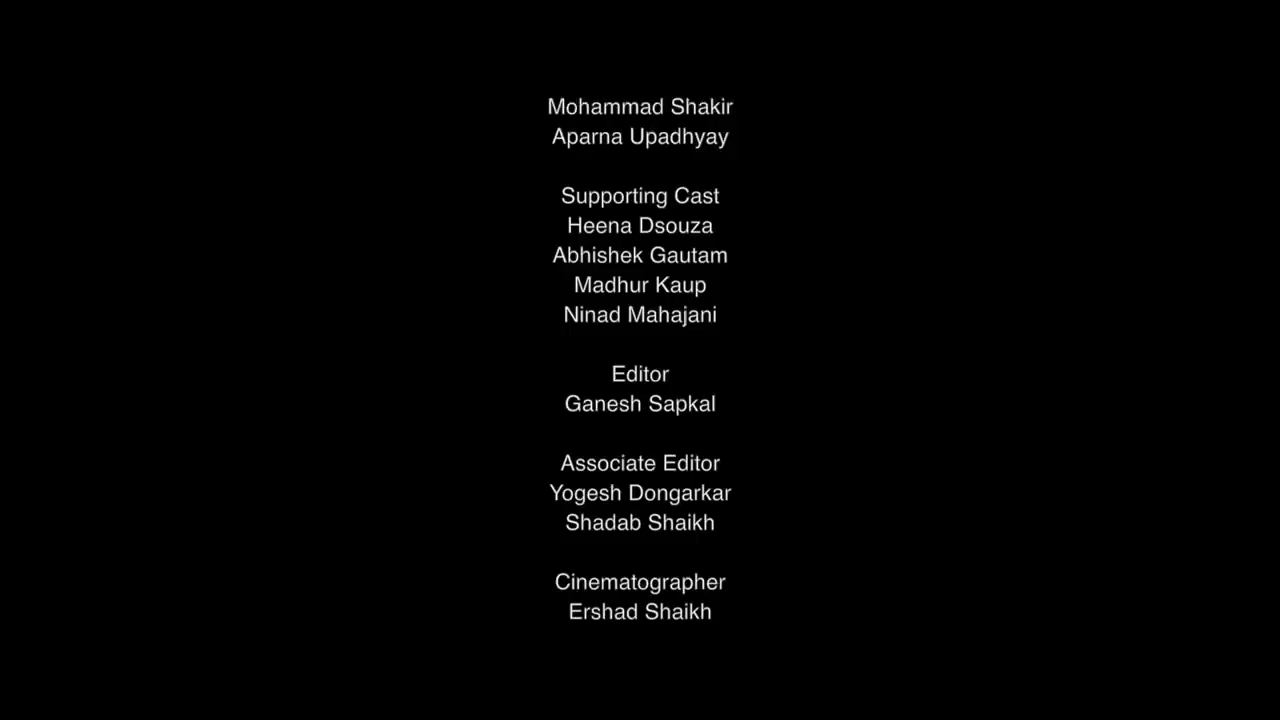 Mohammad Shakir
Aparna Upadhyay
Supporting Cast
Heena Dsouza
Abhishek Gautam
Madhur Kaup
Ninad Mahajani
Editor
Ganesh Sapkal
Associate Editor
Yogesh Dongarkar
Shadab Shaikh
Cinematographer
Ershad Shaikh